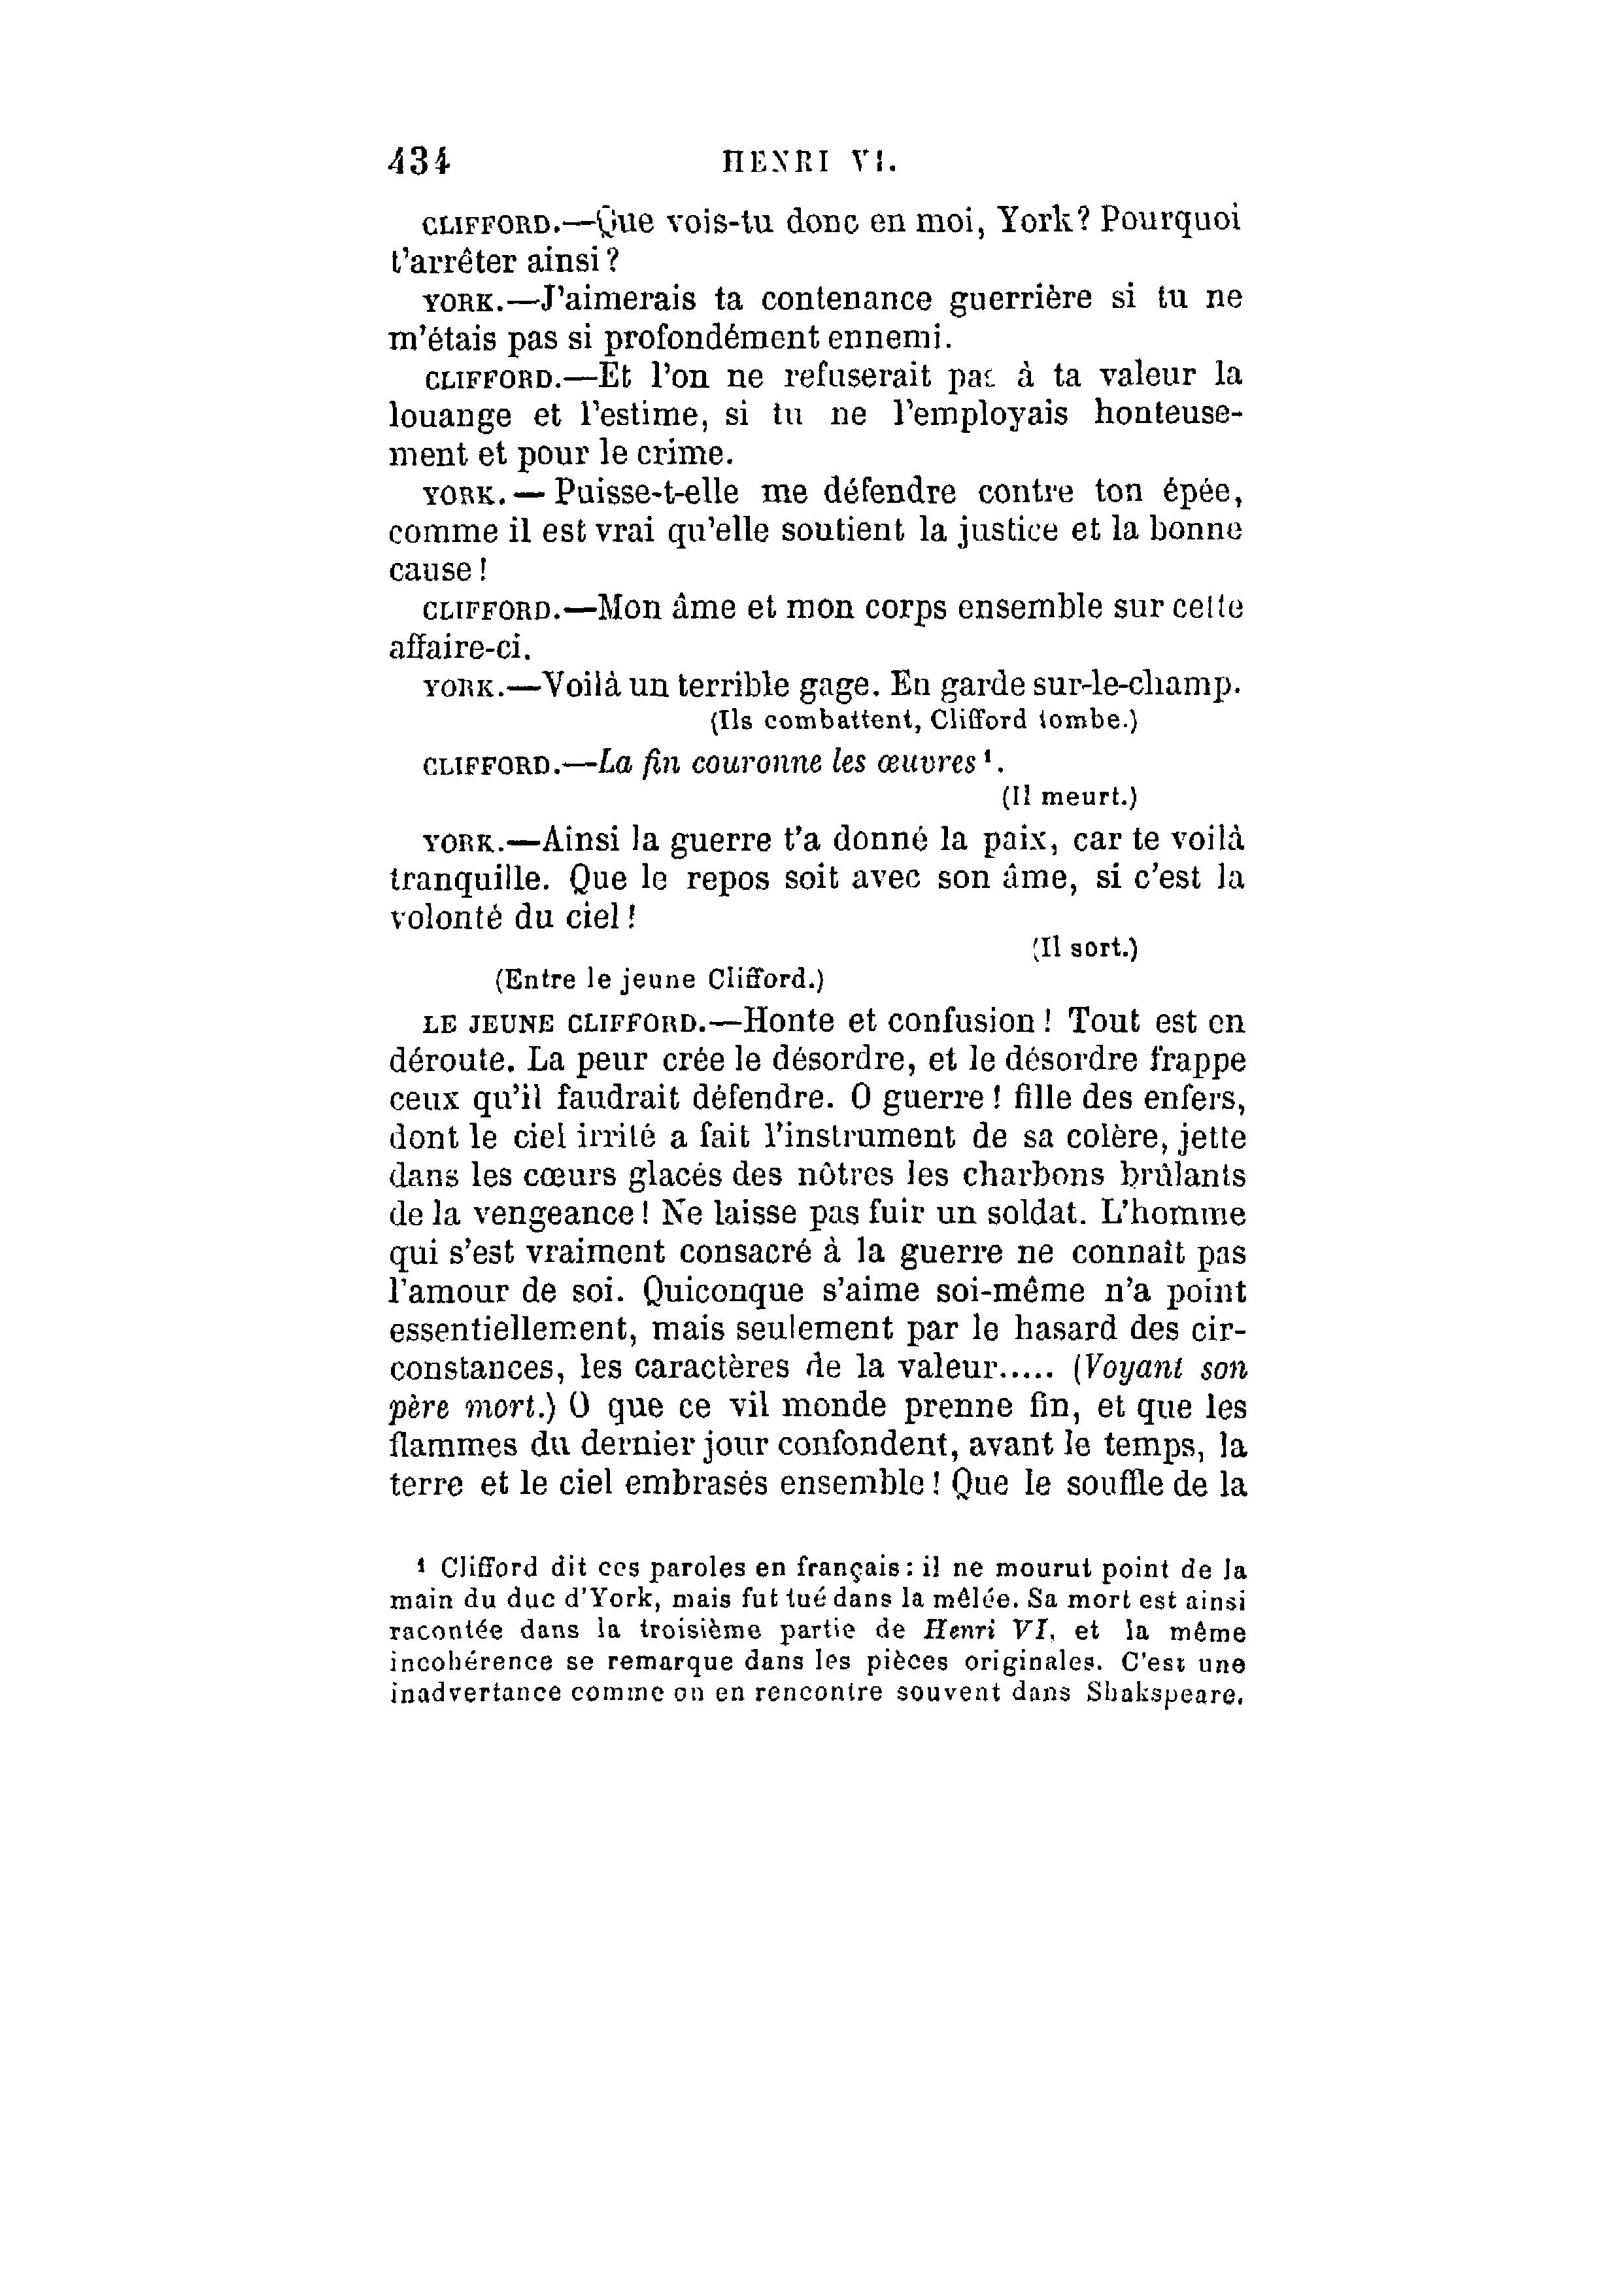 434 HENRI VI.
CLIFFORD.—Que vois-tu donc en moi, York? Pourquoi
t'arrêter ainsi?
YORK.—J'aimerais ta contenance guerrière si tu ne
m'étais pas si profondément ennemi.
CLIFFORD.—Et l'on ne refuserait pas à ta valeur la
louange et l'estime, si tu ne l'employais honteuse-
ment et pour le crime.
YORK.—Puisse-t-elle me défendre contre ton épée,
comme il est vrai qu'elle soutient la justice et la bonne
cause!
CLIFFORD.—Mon âme et mon corps ensemble sur cette
affaire-ci.
YORK.—Voilà un terrible gage. En garde sur-le-champ.
(Ils combattent, Clifford tombe.)
CLIFFORD.—La fin couronne les œuvres¹.
(Il meurt.)
YORK.—Ainsi la guerre t'a donné la paix, car te voilà
tranquille. Que le repos soit avec son âme, si c'est la
volonté du ciel!
(Il sort.)
(Entre le jeune Clifford.)
LE JEUNE CLIFFORD.—Honte et confusion! Tout est en
déroute. La peur crée le désordre, et le désordre frappe
ceux qu'il faudrait défendre. O guerre! fille des enfers,
dont le ciel irrité a fait l'instrument de sa colère, jette
dans les cœurs glacés des nôtres les charbons brûlants
de la vengeance! Ne laisse pas fuir un soldat. L'homme
qui s'est vraiment consacré à la guerre ne connaît pas
l'amour de soi. Quiconque s'aime soi-même n'a point
essentiellement, mais seulement par le hasard des cir-
constances, les caractères de la valeur..... (Voyant son
père mort.) O que ce vil monde prenne fin, et que les
flammes du dernier jour confondent, avant le temps, la
terre et le ciel embrasés ensemble! Que le souffle de la
¹ Clifford dit ces paroles en français: il ne mourut point de la
main du duc d'York, mais fut tué dans la mêlée. Sa mort est ainsi
racontée dans la troisième partie de Henri VI, et la même
incohérence se remarque dans les pièces originales. C'est une
inadvertance comme on en rencontre souvent dans Shakspeare.